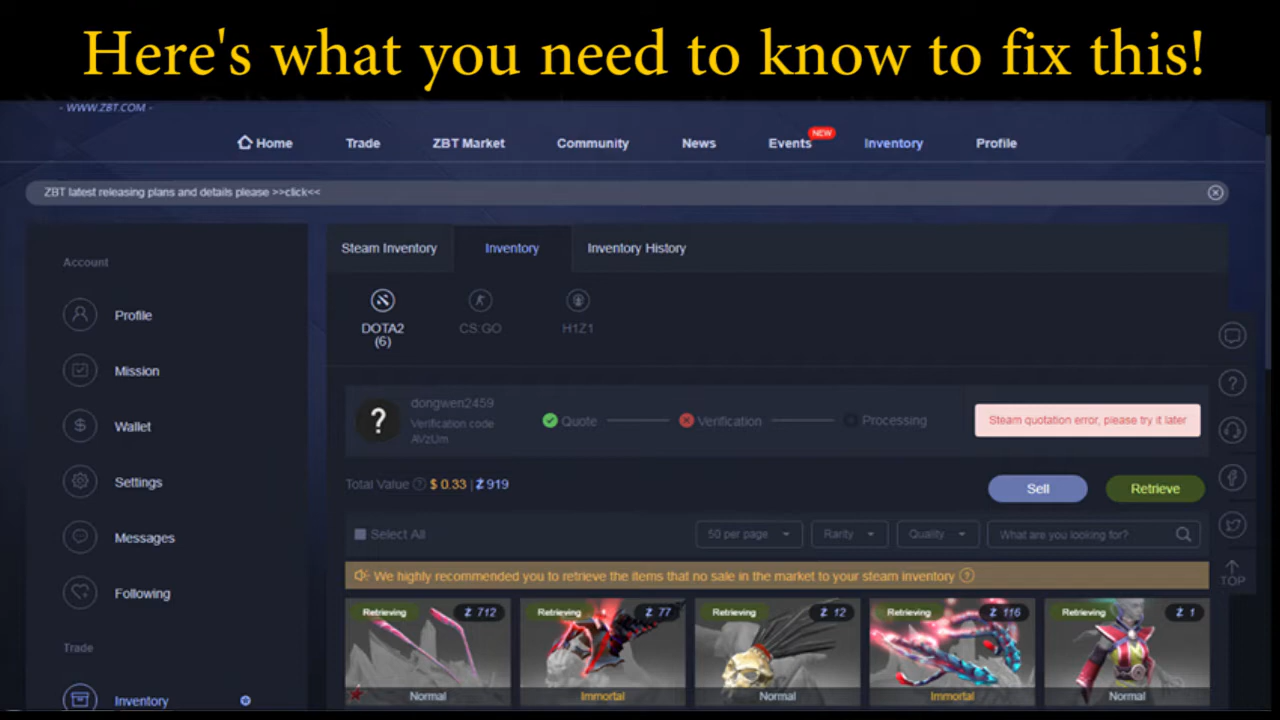 Here's what you need to know to fix this!
- WWW.ZBT.COM -
Home Trade ZBT Market Community News Events NEW Inventory Profile
ZBT latest releasing plans and details please >>click<<
Steam Inventory Inventory Inventory History
Account
DOTA2 (6)
CS:GO
H1Z1
Profile
Mission
Wallet
Settings
Messages
Following
Trade
Inventory
dongwen2459
Verification code
AVzUm
Quote Verification Processing
Steam quotation error, please try it later
Total Value ? $ 0.33 | 919
Sell Retrieve
Select All 50 per page Rarity Quality What are you looking for?
TOP
We highly recommended you to retrieve the items that no sale in the market to your steam inventory ?
Retrieving 712 Retrieving 77 Retrieving 12 Retrieving 116 Retrieving 1
Normal Immortal Normal Immortal Normal